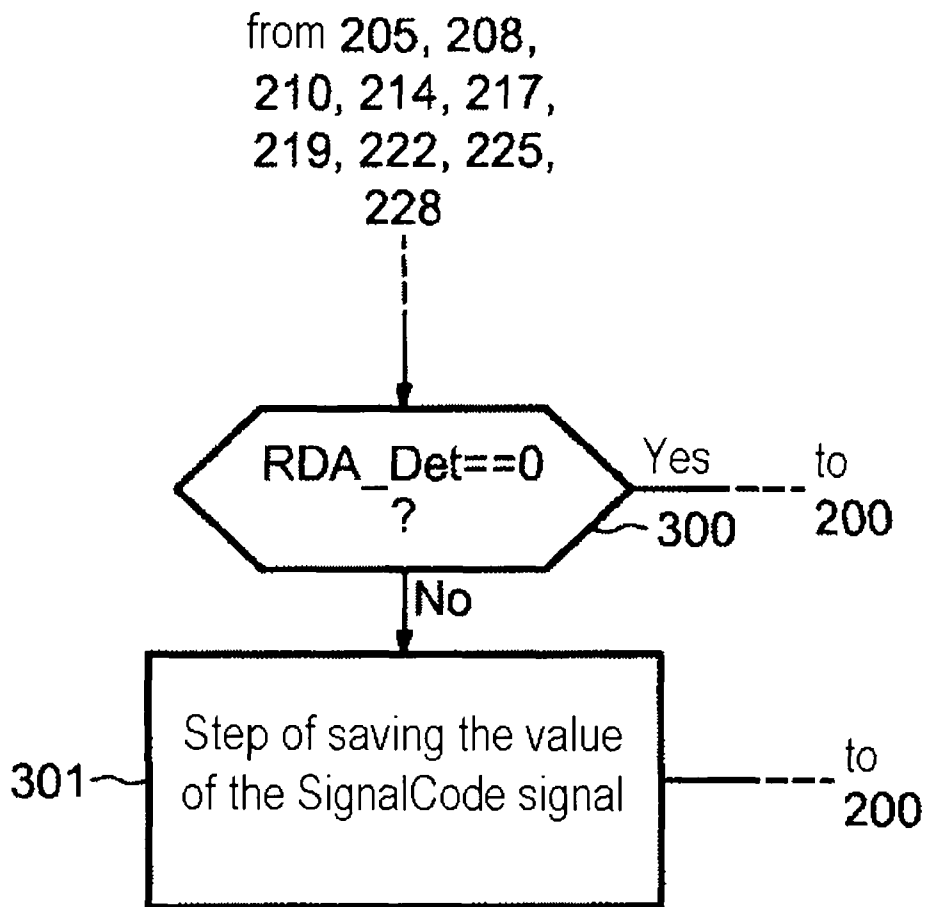 from 205, 208,
210, 214, 217,
219, 222, 225,
228
RDA_Det==0
?
Yes
to
200
300
No
Step of saving the value
of the SignalCode signal
301
to
200